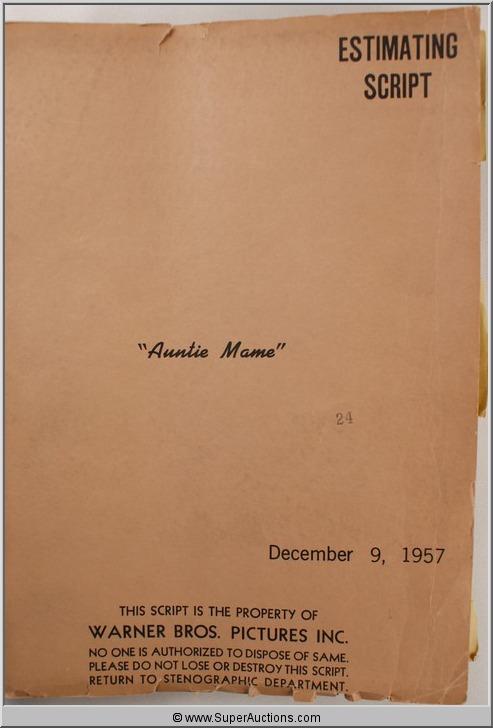 ESTIMATING
SCRIPT
"Auntie Mame"
24
December 9, 1957
THIS SCRIPT IS THE PROPERTY OF
WARNER BROS. PICTURES INC.
NO ONE IS AUTHORIZED TO DISPOSE OF SAME.
PLEASE DO NOT LOSE OR DESTROY THIS SCRIPT.
RETURN TO STENOGRAPHIC DEPARTMENT.
© www.SuperAuctions.com